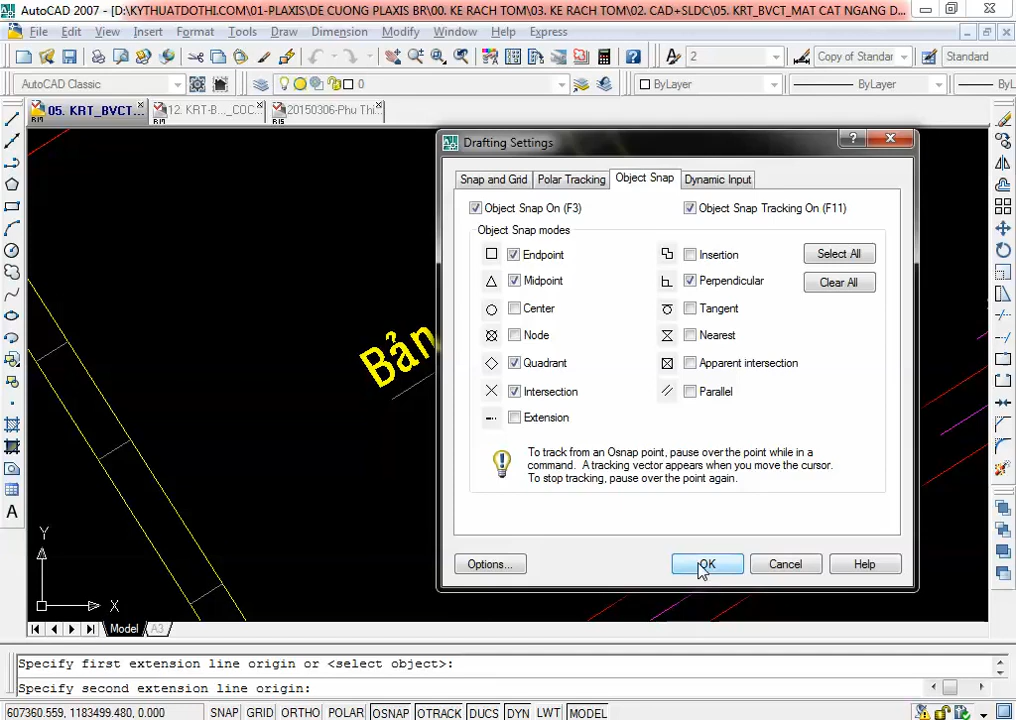 AutoCAD 2007 - [D:\KYTHUATDOTHI.COM\01-PLAXIS\DE CUONG PLAXIS BR\00. KE RACH TOM\03. KE RACH TOM\02. CAD+SLDC\05. KRT_BVCT_MAT CAT NGANG D...
File Edit View Insert Format Tools Draw Dimension Modify Window Help Express
2 Copy of Standar Standard
AutoCAD Classic 0 ByLayer ByLayer ByL
05. KRT_BVCT... 12. KRT-B..._COC 20150306-Phu Thi...
Drafting Settings
Snap and Grid Polar Tracking Object Snap Dynamic Input
Object Snap On (F3) Object Snap Tracking On (F11)
Object Snap modes
Endpoint Insertion Select All
Midpoint Perpendicular Clear All
Center Tangent
Node Nearest
Quadrant Apparent intersection
Intersection Parallel
Extension
To track from an Osnap point, pause over the point while in a
command. A tracking vector appears when you move the cursor.
To stop tracking, pause over the point again.
Options... OK Cancel Help
Bản
Y
X
Model A3
Specify first extension line origin or <select object>:
Specify second extension line origin:
607360.559, 1183499.480, 0.000 SNAP GRID ORTHO POLAR OSNAP OTRACK DUCS DYN LWT MODEL